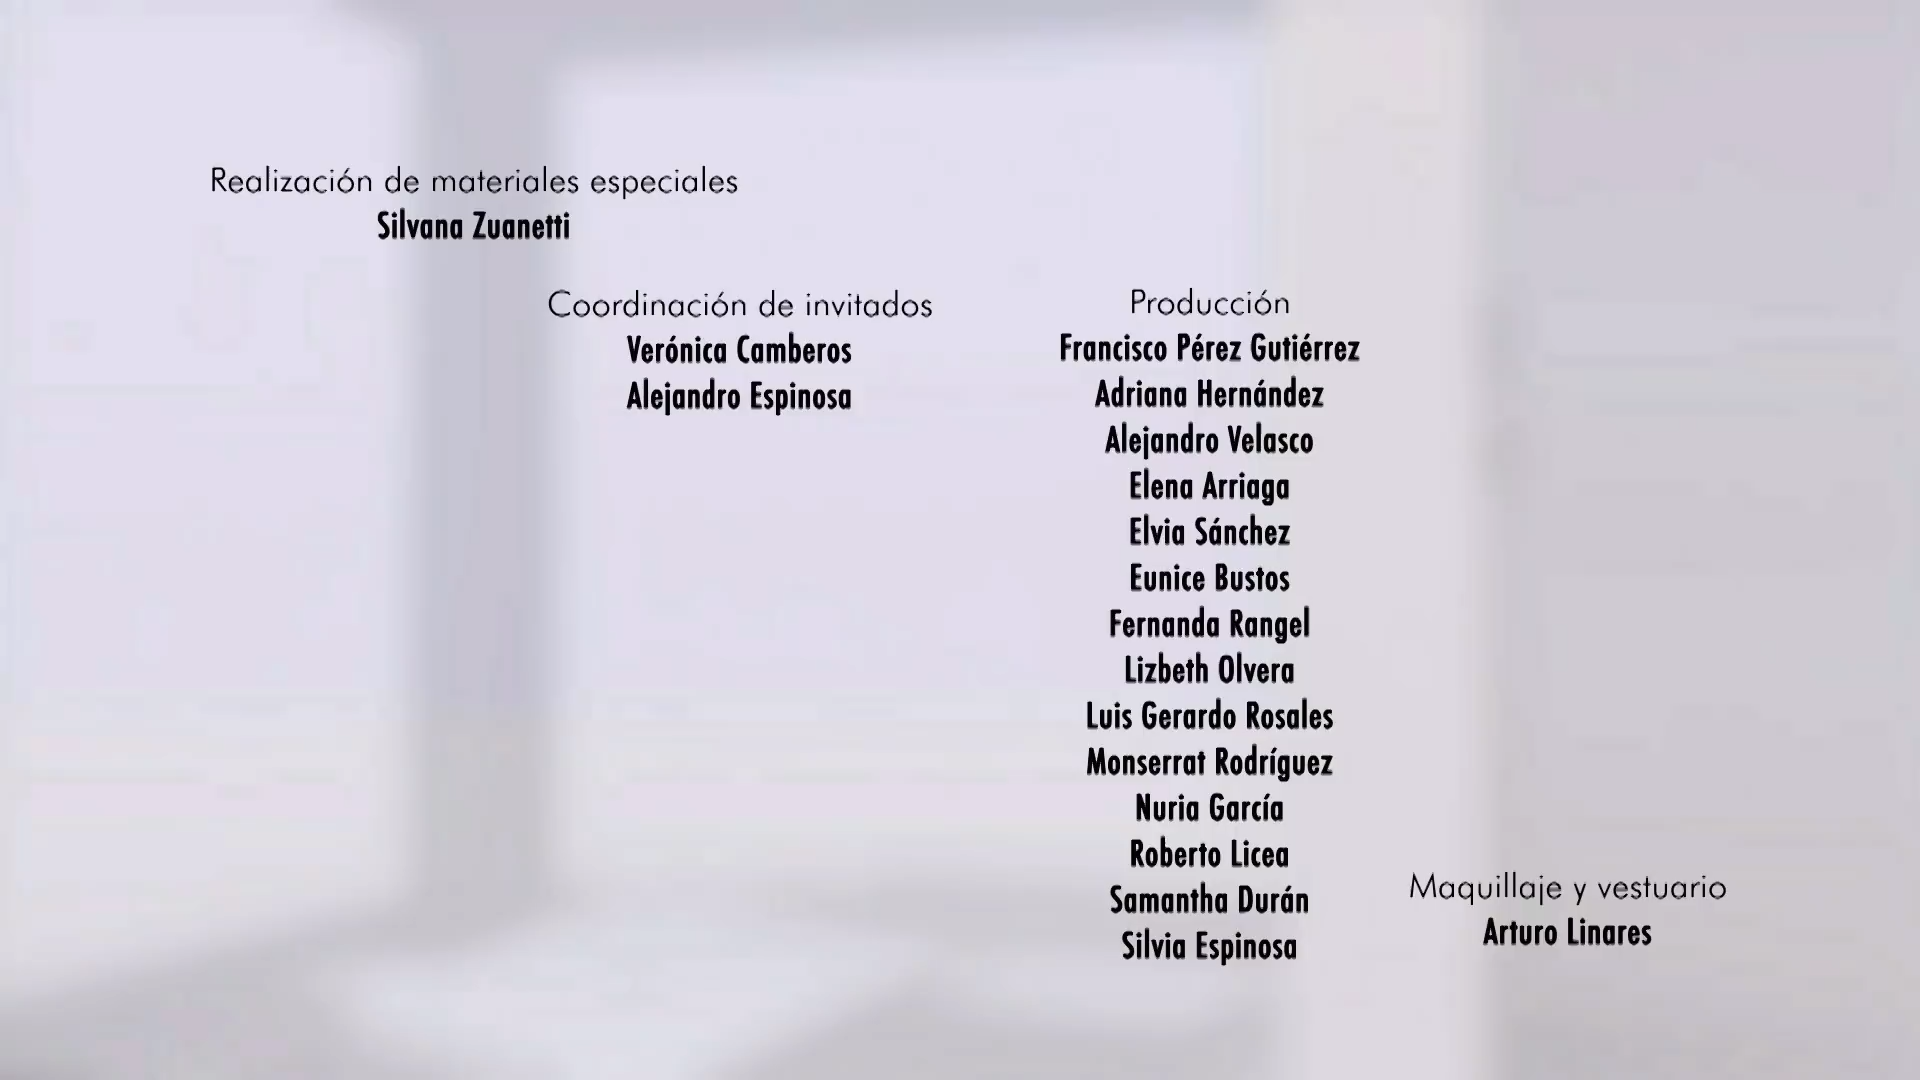 Realización de materiales especiales
Silvana Zuanetti
Coordinación de invitados
Verónica Camberos
Alejandro Espinosa
Producción
Francisco Pérez Gutiérrez
Adriana Hernández
Alejandro Velasco
Elena Arriaga
Elvia Sánchez
Eunice Bustos
Fernanda Rangel
Lizbeth Olvera
Luis Gerardo Rosales
Monserrat Rodríguez
Nuria García
Roberto Licea
Samantha Durán
Silvia Espinosa
Maquillaje y vestuario
Arturo Linares